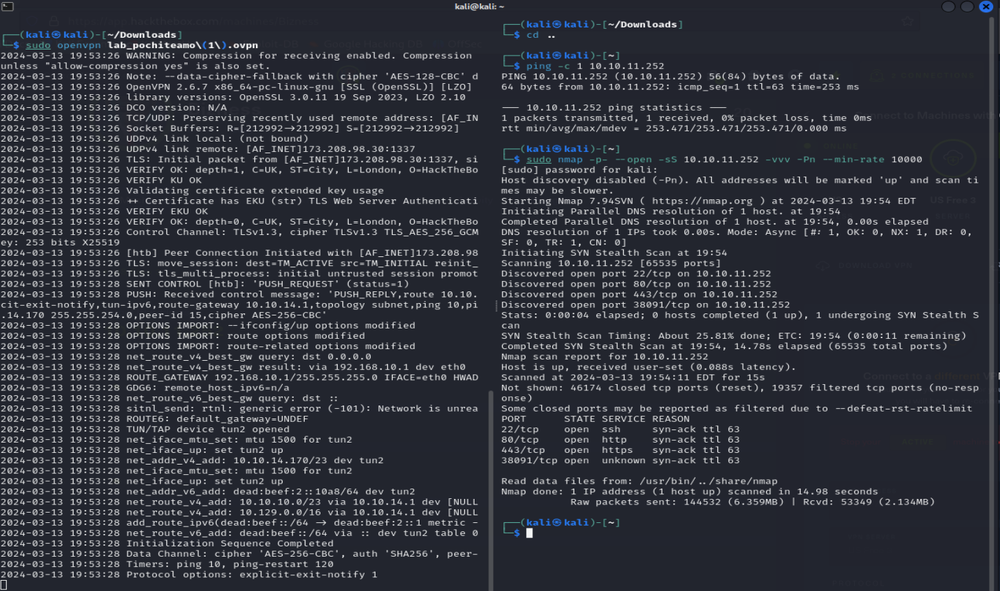 kali@kali: ~
┌──(kali㉿kali)-[~/Downloads]
└─$ sudo openvpn lab_pochiteamo\(1\).ovpn
2024-03-13 19:53:26 WARNING: Compression for receiving enabled. Compression
unless "allow-compression yes" is also set.
2024-03-13 19:53:26 Note: --data-cipher-fallback with cipher 'AES-128-CBC' d
2024-03-13 19:53:26 OpenVPN 2.6.7 x86_64-pc-linux-gnu [SSL (OpenSSL)] [LZO]
2024-03-13 19:53:26 library versions: OpenSSL 3.0.11 19 Sep 2023, LZO 2.10
2024-03-13 19:53:26 DCO version: N/A
2024-03-13 19:53:26 TCP/UDP: Preserving recently used remote address: [AF_IN
2024-03-13 19:53:26 Socket Buffers: R=[212992→212992] S=[212992→212992]
2024-03-13 19:53:26 UDPv4 link local: (not bound)
2024-03-13 19:53:26 UDPv4 link remote: [AF_INET]173.208.98.30:1337
2024-03-13 19:53:26 TLS: Initial packet from [AF_INET]173.208.98.30:1337, si
2024-03-13 19:53:26 VERIFY OK: depth=1, C=UK, ST=City, L=London, O=HackTheBo
2024-03-13 19:53:26 VERIFY KU OK
2024-03-13 19:53:26 Validating certificate extended key usage
2024-03-13 19:53:26 ++ Certificate has EKU (str) TLS Web Server Authenticati
2024-03-13 19:53:26 VERIFY EKU OK
2024-03-13 19:53:26 VERIFY OK: depth=0, C=UK, ST=City, L=London, O=HackTheBo
2024-03-13 19:53:26 Control Channel: TLSv1.3, cipher TLSv1.3 TLS_AES_256_GCM
ey: 253 bits X25519
2024-03-13 19:53:26 [htb] Peer Connection Initiated with [AF_INET]173.208.98
2024-03-13 19:53:26 TLS: move_session: dest=TM_ACTIVE src=TM_INITIAL reinit_
2024-03-13 19:53:26 TLS: tls_multi_process: initial untrusted session promot
2024-03-13 19:53:28 SENT CONTROL [htb]: 'PUSH_REQUEST' (status=1)
2024-03-13 19:53:28 PUSH: Received control message: 'PUSH_REPLY,route 10.10.
cit-exit-notify,tun-ipv6,route-gateway 10.10.14.1,topology subnet,ping 10,pi
.14.170 255.255.254.0,peer-id 15,cipher AES-256-CBC'
2024-03-13 19:53:28 OPTIONS IMPORT: --ifconfig/up options modified
2024-03-13 19:53:28 OPTIONS IMPORT: route options modified
2024-03-13 19:53:28 OPTIONS IMPORT: route-related options modified
2024-03-13 19:53:28 net_route_v4_best_gw query: dst 0.0.0.0
2024-03-13 19:53:28 net_route_v4_best_gw result: via 192.168.10.1 dev eth0
2024-03-13 19:53:28 ROUTE_GATEWAY 192.168.10.1/255.255.255.0 IFACE=eth0 HWAD
2024-03-13 19:53:28 GDG6: remote_host_ipv6=n/a
2024-03-13 19:53:28 net_route_v6_best_gw query: dst ::
2024-03-13 19:53:28 sitnl_send: rtnl: generic error (-101): Network is unrea
2024-03-13 19:53:28 ROUTE6: default_gateway=UNDEF
2024-03-13 19:53:28 TUN/TAP device tun2 opened
2024-03-13 19:53:28 net_iface_mtu_set: mtu 1500 for tun2
2024-03-13 19:53:28 net_iface_up: set tun2 up
2024-03-13 19:53:28 net_addr_v4_add: 10.10.14.170/23 dev tun2
2024-03-13 19:53:28 net_iface_mtu_set: mtu 1500 for tun2
2024-03-13 19:53:28 net_iface_up: set tun2 up
2024-03-13 19:53:28 net_addr_v6_add: dead:beef:2::10a8/64 dev tun2
2024-03-13 19:53:28 net_route_v4_add: 10.10.10.0/23 via 10.10.14.1 dev [NULL
2024-03-13 19:53:28 net_route_v4_add: 10.129.0.0/16 via 10.10.14.1 dev [NULL
2024-03-13 19:53:28 add_route_ipv6(dead:beef::/64 → dead:beef:2::1 metric -
2024-03-13 19:53:28 net_route_v6_add: dead:beef::/64 via :: dev tun2 table 0
2024-03-13 19:53:28 Initialization Sequence Completed
2024-03-13 19:53:28 Data Channel: cipher 'AES-256-CBC', auth 'SHA256', peer-
2024-03-13 19:53:28 Timers: ping 10, ping-restart 120
2024-03-13 19:53:28 Protocol options: explicit-exit-notify 1
┌──(kali㉿kali)-[~/Downloads]
└─$ cd ..
┌──(kali㉿kali)-[~]
└─$ ping -c 1 10.10.11.252
PING 10.10.11.252 (10.10.11.252) 56(84) bytes of data.
64 bytes from 10.10.11.252: icmp_seq=1 ttl=63 time=253 ms
─── 10.10.11.252 ping statistics ───
1 packets transmitted, 1 received, 0% packet loss, time 0ms
rtt min/avg/max/mdev = 253.471/253.471/253.471/0.000 ms
┌──(kali㉿kali)-[~]
└─$ sudo nmap -p- --open -sS 10.10.11.252 -vvv -Pn --min-rate 10000
[sudo] password for kali:
Host discovery disabled (-Pn). All addresses will be marked 'up' and scan ti
mes may be slower.
Starting Nmap 7.94SVN ( https://nmap.org ) at 2024-03-13 19:54 EDT
Initiating Parallel DNS resolution of 1 host. at 19:54
Completed Parallel DNS resolution of 1 host. at 19:54, 0.00s elapsed
DNS resolution of 1 IPs took 0.00s. Mode: Async [#: 1, OK: 0, NX: 1, DR: 0,
SF: 0, TR: 1, CN: 0]
Initiating SYN Stealth Scan at 19:54
Scanning 10.10.11.252 [65535 ports]
Discovered open port 22/tcp on 10.10.11.252
Discovered open port 80/tcp on 10.10.11.252
Discovered open port 443/tcp on 10.10.11.252
Discovered open port 38091/tcp on 10.10.11.252
Stats: 0:00:04 elapsed; 0 hosts completed (1 up), 1 undergoing SYN Stealth S
can
SYN Stealth Scan Timing: About 25.81% done; ETC: 19:54 (0:00:11 remaining)
Completed SYN Stealth Scan at 19:54, 14.78s elapsed (65535 total ports)
Nmap scan report for 10.10.11.252
Host is up, received user-set (0.088s latency).
Scanned at 2024-03-13 19:54:11 EDT for 15s
Not shown: 46174 closed tcp ports (reset), 19357 filtered tcp ports (no-resp
onse)
Some closed ports may be reported as filtered due to --defeat-rst-ratelimit
PORT      STATE SERVICE REASON
22/tcp    open  ssh     syn-ack ttl 63
80/tcp    open  http    syn-ack ttl 63
443/tcp   open  https   syn-ack ttl 63
38091/tcp open  unknown syn-ack ttl 63
Read data files from: /usr/bin/../share/nmap
Nmap done: 1 IP address (1 host up) scanned in 14.98 seconds
Raw packets sent: 144532 (6.359MB) | Rcvd: 53349 (2.134MB)
┌──(kali㉿kali)-[~]
└─$